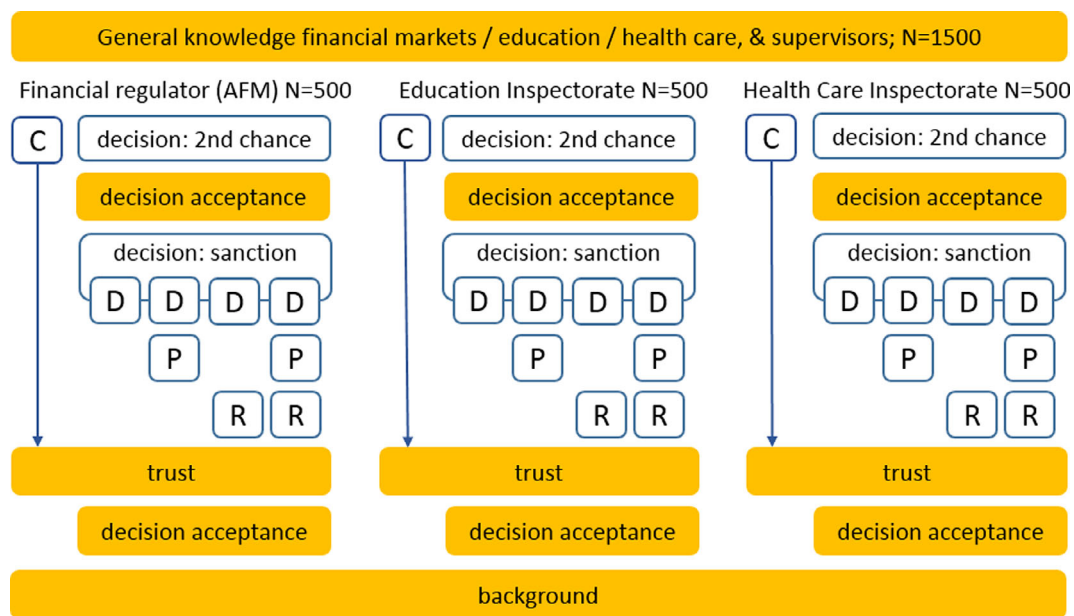 General knowledge financial markets / education / health care, & supervisors; N=1500
Financial regulator (AFM) N=500
C
decision: 2nd chance
decision acceptance
decision: sanction
D D D D
P P
R R
trust
decision acceptance
Education Inspectorate N=500
C
decision: 2nd chance
decision acceptance
decision: sanction
D D D D
P P
R R
trust
decision acceptance
Health Care Inspectorate N=500
C
decision: 2nd chance
decision acceptance
decision: sanction
D D D D
P P
R R
trust
decision acceptance
background